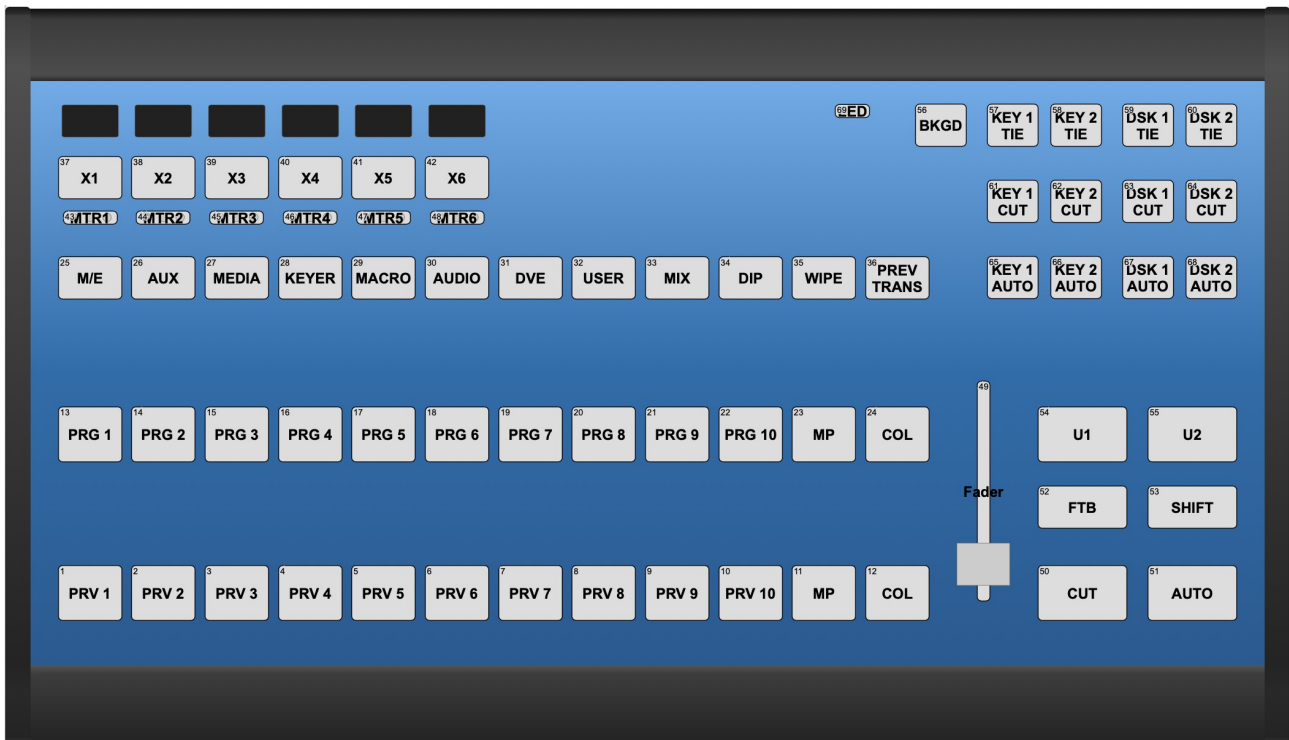 69 ED
56 BKGD
57 KEY 1 TIE
58 KEY 2 TIE
59 DSK 1 TIE
60 DSK 2 TIE
37 X1
38 X2
39 X3
40 X4
41 X5
42 X6
61 KEY 1 CUT
62 KEY 2 CUT
63 DSK 1 CUT
64 DSK 2 CUT
43 MTR1
44 MTR2
45 MTR3
46 MTR4
47 MTR5
48 MTR6
25 M/E
26 AUX
27 MEDIA
28 KEYER
29 MACRO
30 AUDIO
31 DVE
32 USER
33 MIX
34 DIP
35 WIPE
36 PREV TRANS
65 KEY 1 AUTO
66 KEY 2 AUTO
67 DSK 1 AUTO
68 DSK 2 AUTO
13 PRG 1
14 PRG 2
15 PRG 3
16 PRG 4
17 PRG 5
18 PRG 6
19 PRG 7
20 PRG 8
21 PRG 9
22 PRG 10
23 MP
24 COL
49
Fader
54 U1
55 U2
52 FTB
53 SHIFT
1 PRV 1
2 PRV 2
3 PRV 3
4 PRV 4
5 PRV 5
6 PRV 6
7 PRV 7
8 PRV 8
9 PRV 9
10 PRV 10
11 MP
12 COL
50 CUT
51 AUTO